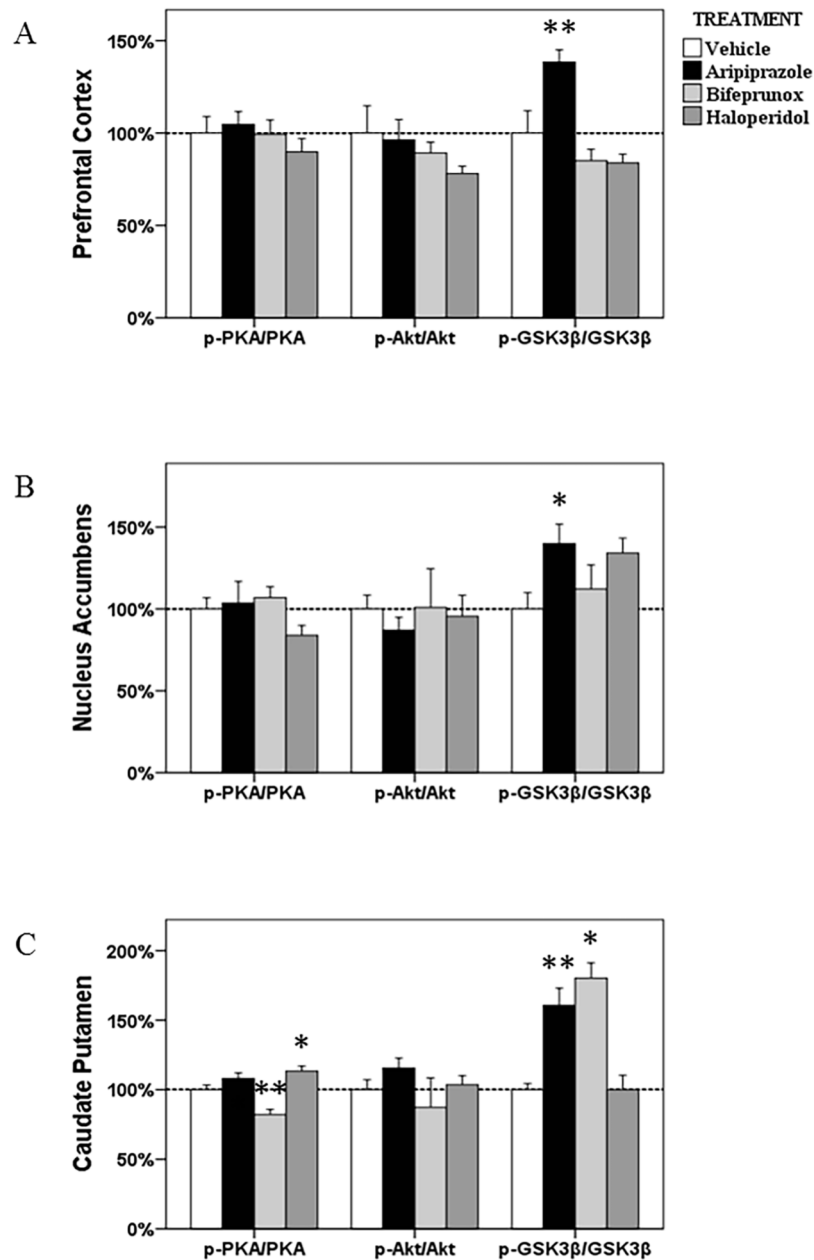 A
Prefrontal Cortex
150%
100%
50%
0%
**
p-PKA/PKA p-Akt/Akt p-GSK3β/GSK3β
TREATMENT
Vehicle
Aripiprazole
Bifeprunox
Haloperidol
B
Nucleus Accumbens
150%
100%
50%
0%
*
p-PKA/PKA p-Akt/Akt p-GSK3β/GSK3β
C
Caudate Putamen
200%
150%
100%
50%
0%
** *
** *
p-PKA/PKA p-Akt/Akt p-GSK3β/GSK3β